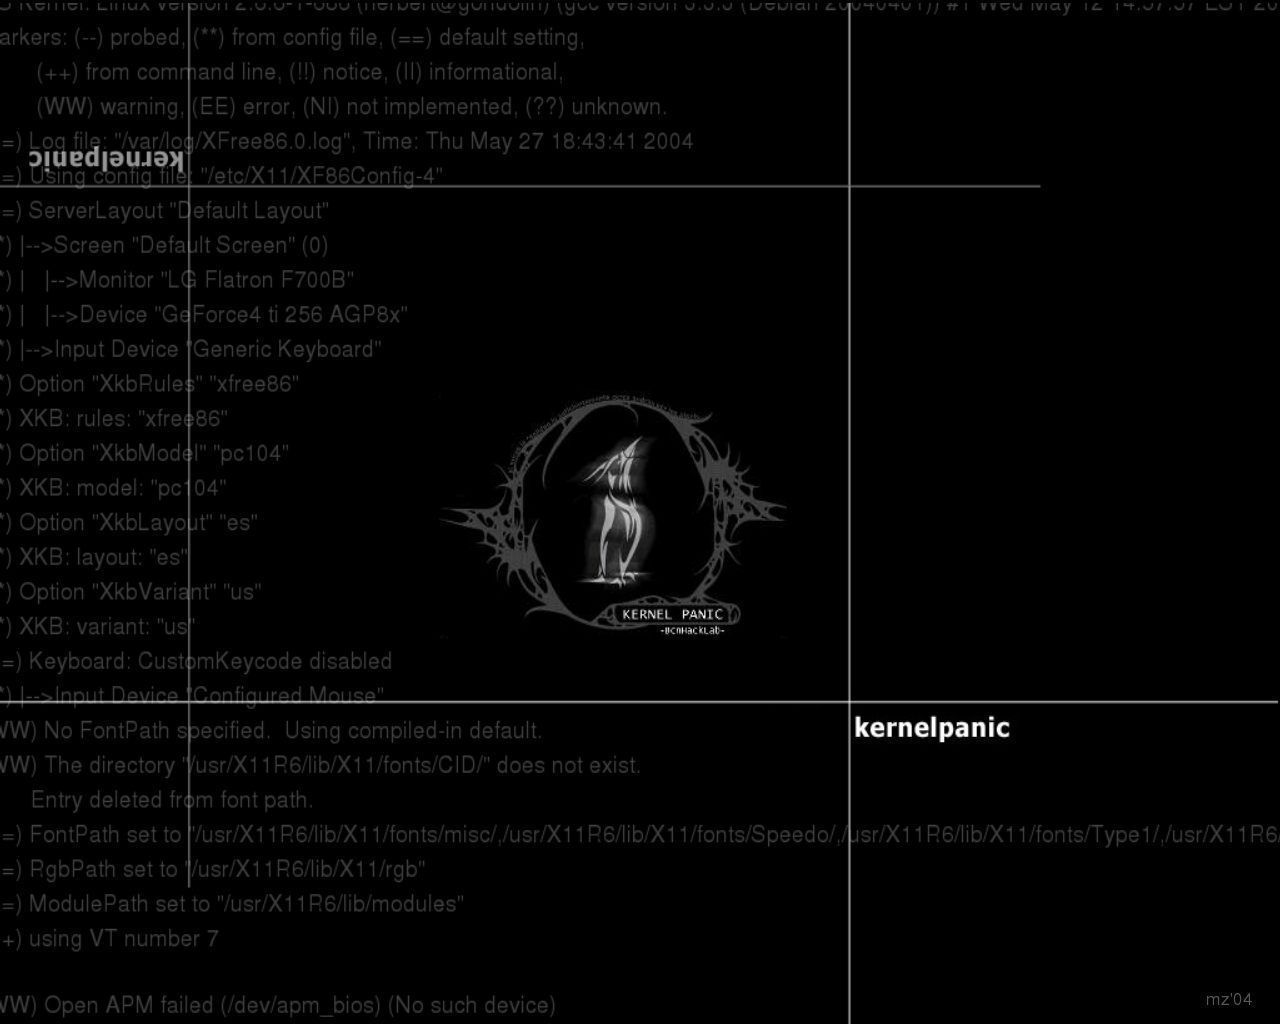 Kernel: Linux version 2.6.6-1-686 (herbert@gondolin) (gcc version 3.3.3 (Debian 20040401)) #1 Wed May 12 14:57:57 EST 20
arkers: (--) probed, (**) from config file, (==) default setting,
(++) from command line, (!!) notice, (II) informational,
(WW) warning, (EE) error, (NI) not implemented, (??) unknown.
=) Log file: "/var/log/XFree86.0.log", Time: Thu May 27 18:43:41 2004
kernelpanic
=) Using config file: "/etc/X11/XF86Config-4"
=) ServerLayout "Default Layout"
*) |-->Screen "Default Screen" (0)
*) |   |-->Monitor "LG Flatron F700B"
*) |   |-->Device "GeForce4 ti 256 AGP8x"
*) |-->Input Device "Generic Keyboard"
*) Option "XkbRules" "xfree86"
*) XKB: rules: "xfree86"
*) Option "XkbModel" "pc104"
*) XKB: model: "pc104"
*) Option "XkbLayout" "es"
*) XKB: layout: "es"
*) Option "XkbVariant" "us"
*) XKB: variant: "us"
KERNEL PANIC
-BcnHackLab-
=) Keyboard: CustomKeycode disabled
*) |-->Input Device "Configured Mouse"
WW) No FontPath specified.  Using compiled-in default.
kernelpanic
WW) The directory "/usr/X11R6/lib/X11/fonts/CID/" does not exist.
Entry deleted from font path.
=) FontPath set to "/usr/X11R6/lib/X11/fonts/misc/,/usr/X11R6/lib/X11/fonts/Speedo/,/usr/X11R6/lib/X11/fonts/Type1/,/usr/X11R6/
=) RgbPath set to "/usr/X11R6/lib/X11/rgb"
=) ModulePath set to "/usr/X11R6/lib/modules"
+) using VT number 7
WW) Open APM failed (/dev/apm_bios) (No such device)
mz'04